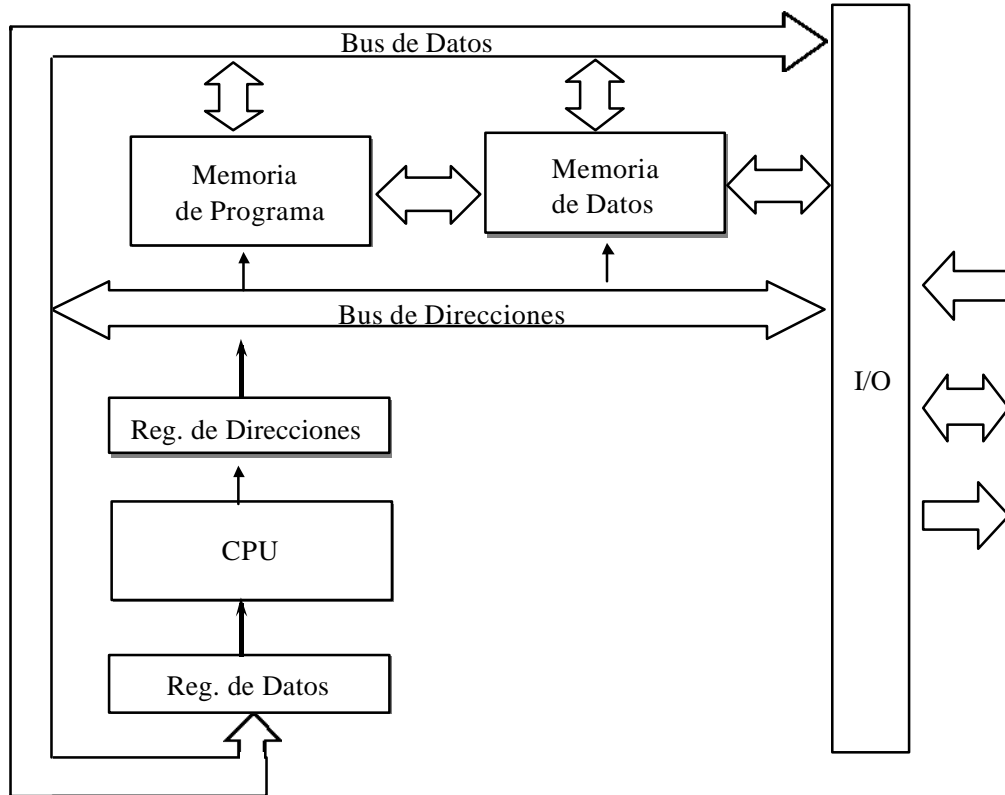 Bus de Datos
Memoria
de Programa
Memoria
de Datos
Bus de Direcciones
I/O
Reg. de Direcciones
CPU
Reg. de Datos